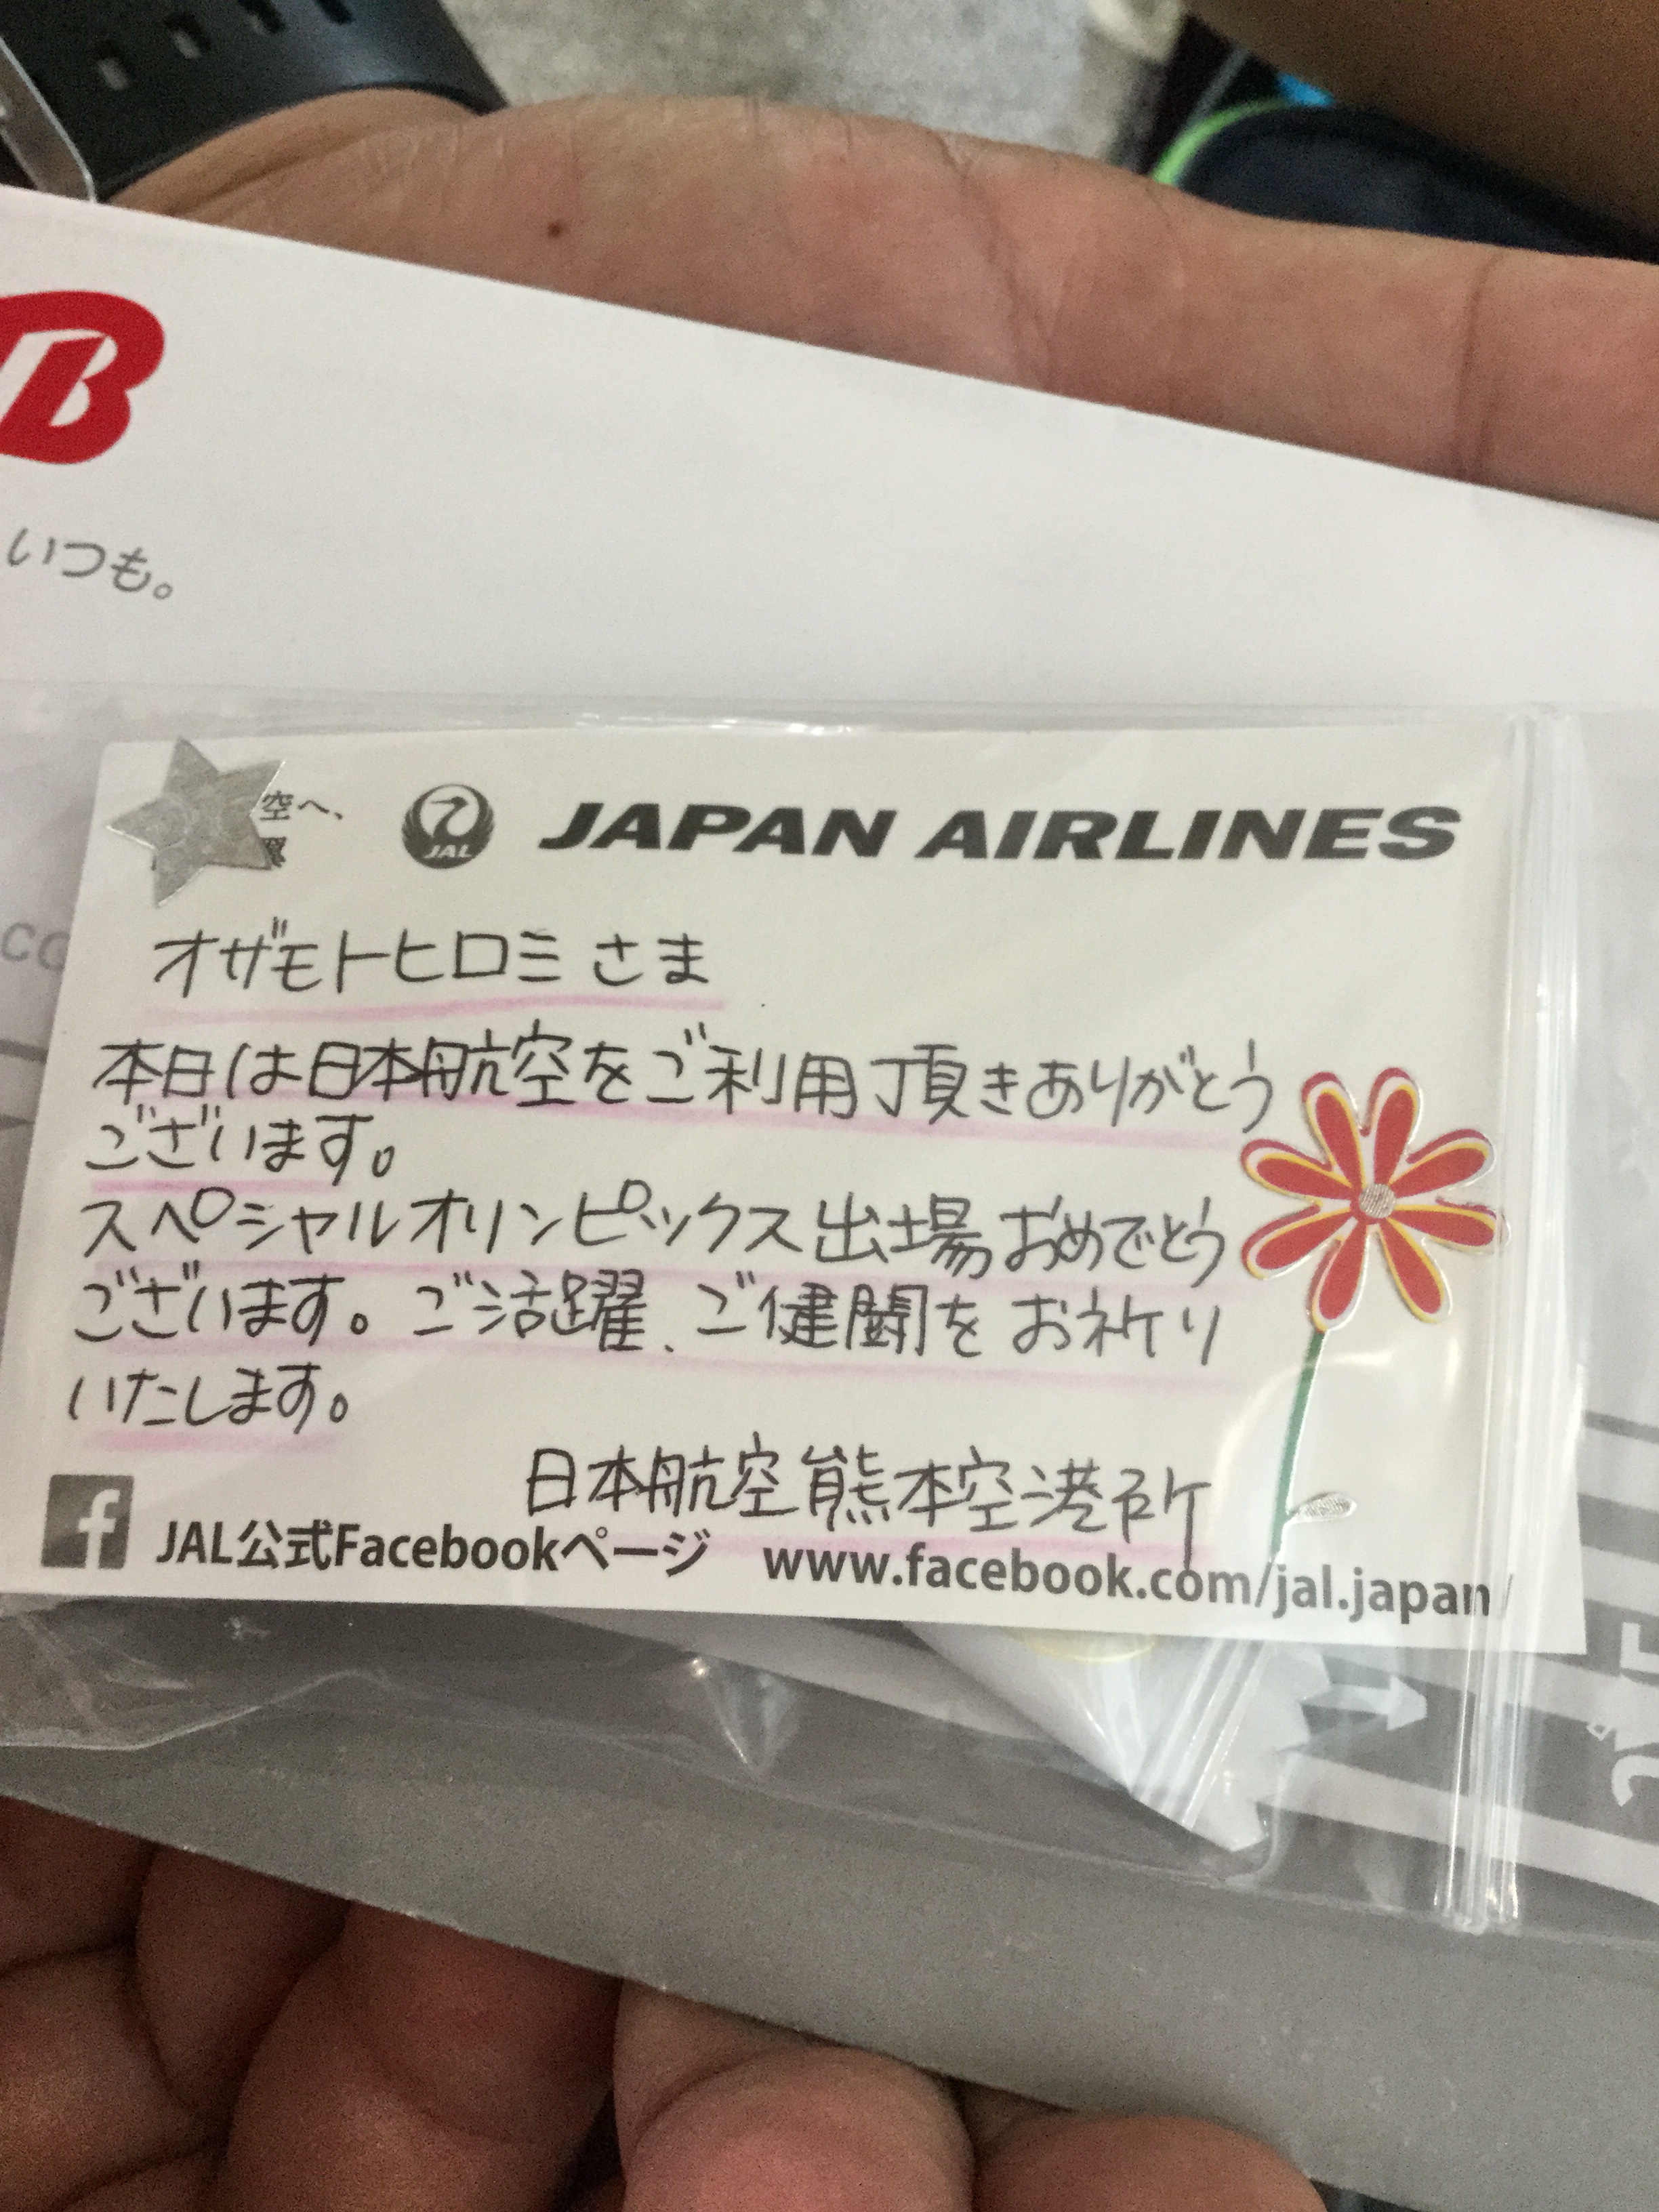 B
いつも。
空へ、
JAL
JAPAN AIRLINES
オザモトヒロミ さま
本日は日本航空をご利用頂きありがとう
ございます。
スペシャルオリンピックス出場おめでとう
ございます。ご活躍、ご健闘をお祈り
いたします。
日本航空熊本空港所
f JAL公式Facebookページ www.facebook.com/jal.japan/